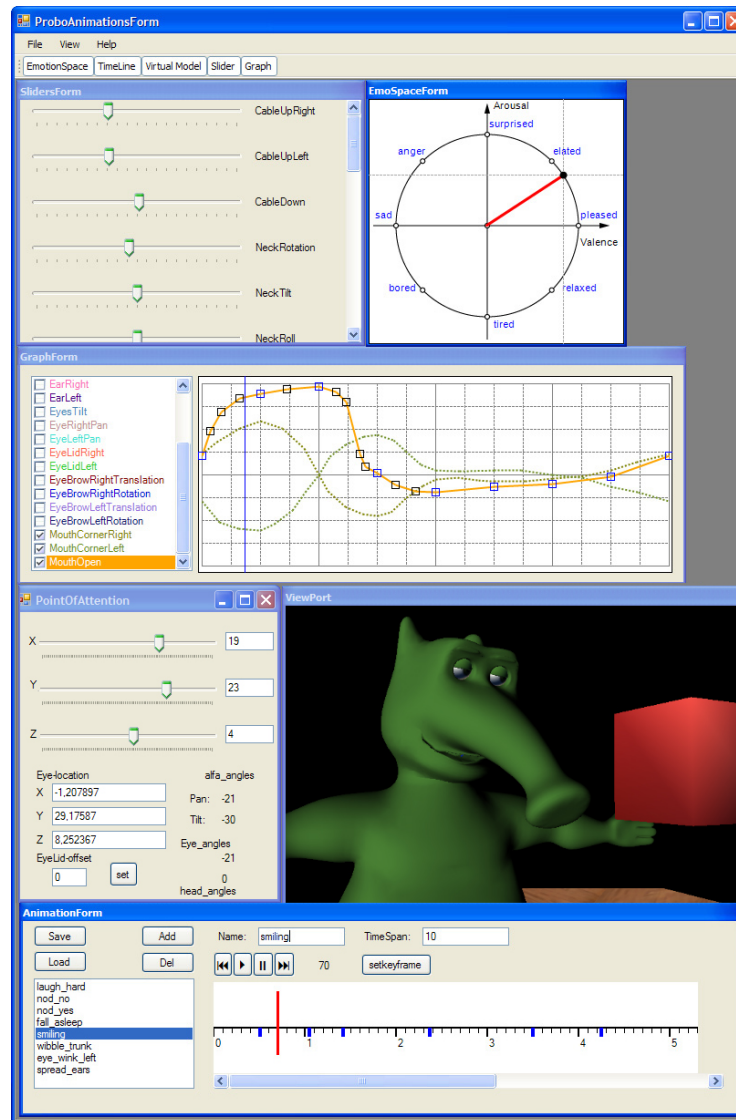 ProboAnimationsForm
File View Help
EmotionSpace TimeLine Virtual Model Slider Graph
SlidersForm
CableUpRight
CableUpLeft
CableDown
NeckRotation
NeckTilt
NeckRoll
EmoSpaceForm
Arousal
surprised
anger
elated
sad
pleased
Valence
bored
relaxed
tired
GraphForm
EarRight
EarLeft
EyesTilt
EyeRightPan
EyeLeftPan
EyeLidRight
EyeLidLeft
EyeBrowRightTranslation
EyeBrowRightRotation
EyeBrowLeftTranslation
EyeBrowLeftRotation
MouthCornerRight
MouthCornerLeft
MouthOpen
PointOfAttention
X 19
Y 23
Z 4
Eye-location alfa_angles
X -1,207897 Pan: -21
Y 29,17587 Tilt: -30
Z 8,252367 Eye_angles
EyeLid-offset -21
0 set 0
head_angles
ViewPort
AnimationForm
Save Add Name: smiling TimeSpan: 10
Load Del 70 setkeyframe
laugh_hard
nod_no
nod_yes
fall_asleep
smiling
wibble_trunk
eye_wink_left
spread_ears
0 1 2 3 4 5